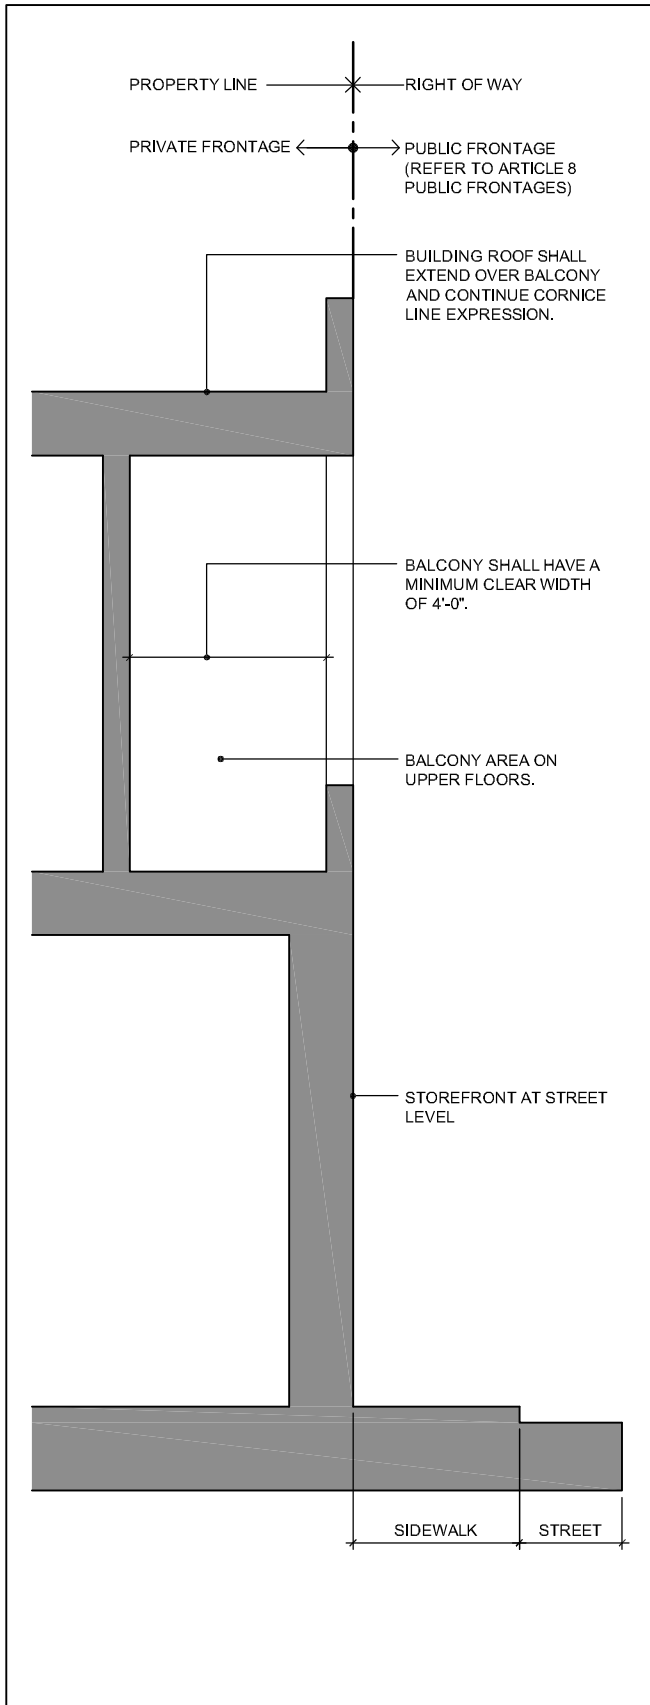 PROPERTY LINE
RIGHT OF WAY
PRIVATE FRONTAGE
PUBLIC FRONTAGE
(REFER TO ARTICLE 8
PUBLIC FRONTAGES)
BUILDING ROOF SHALL
EXTEND OVER BALCONY
AND CONTINUE CORNICE
LINE EXPRESSION.
BALCONY SHALL HAVE A
MINIMUM CLEAR WIDTH
OF 4'-0".
BALCONY AREA ON
UPPER FLOORS.
STOREFRONT AT STREET
LEVEL
SIDEWALK
STREET